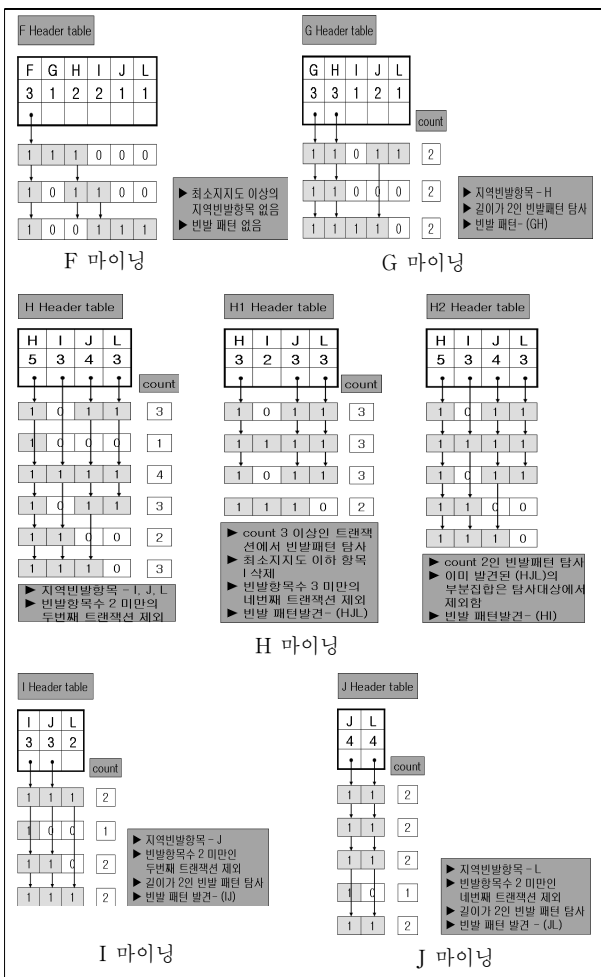 F Header table
F G H I J L
3 1 2 2 1 1
1 1 1 0 0 0
1 0 1 1 0 0
1 0 0 1 1 1
▶ 최소지지도 이상의
지역빈발항목 없음
▶ 빈발 패턴 없음
F 마이닝
G Header table
G H I J L
3 3 1 2 1
count
1 1 0 1 1 2
1 1 0 0 0 2
1 1 1 1 0 2
▶ 지역빈발항목 - H
▶ 길이가 2인 빈발패턴 탐사
▶ 빈발 패턴- (GH)
G 마이닝
H Header table
H I J L
5 3 4 3
count
1 0 1 1 3
1 0 0 0 1
1 1 1 1 4
1 0 1 1 3
1 1 0 0 2
1 1 1 0 3
▶ 지역빈발항목 - I, J, L
▶ 빈발항목수 2 미만의
두번째 트랜잭션 제외
H1 Header table
H I J L
3 2 3 3
count
1 0 1 1 3
1 1 1 1 3
1 0 1 1 3
1 1 1 0 2
▶ count 3 이상인 트랜잭
션에서 빈발패턴 탐사
▶ 최소지지도 이하 항목
I 삭제
▶ 빈발항목수 3 미만의
네번째 트랜잭션 제외
▶ 빈발 패턴발견- (HJL)
H2 Header table
H I J L
5 3 4 3
1 0 1 1
1 1 1 1
1 0 1 1
1 1 0 0
1 1 1 0
▶ count 2인 빈발패턴 탐사
▶ 이미 발견된 (HJL)의
부분집합은 탐사대상에서
제외함
▶ 빈발 패턴발견- (HI)
H 마이닝
I Header table
I J L
3 3 2
count
1 1 1 2
1 0 0 1
1 1 0 2
1 1 1 2
▶ 지역빈발항목 - J
▶ 빈발항목수 2 미만인
두번째 트랜잭션 제외
▶ 길이가 2인 빈발 패턴 탐사
▶ 빈발 패턴 발견- (IJ)
I 마이닝
J Header table
J L
4 4
count
1 1 2
1 1 2
1 1 2
1 0 1
1 1 2
▶ 지역빈발항목 - L
▶ 빈발항목수 2 미만인
네번째 트랜잭션 제외
▶ 길이가 2인 빈발 패턴 탐사
▶ 빈발 패턴 발견 - (JL)
J 마이닝